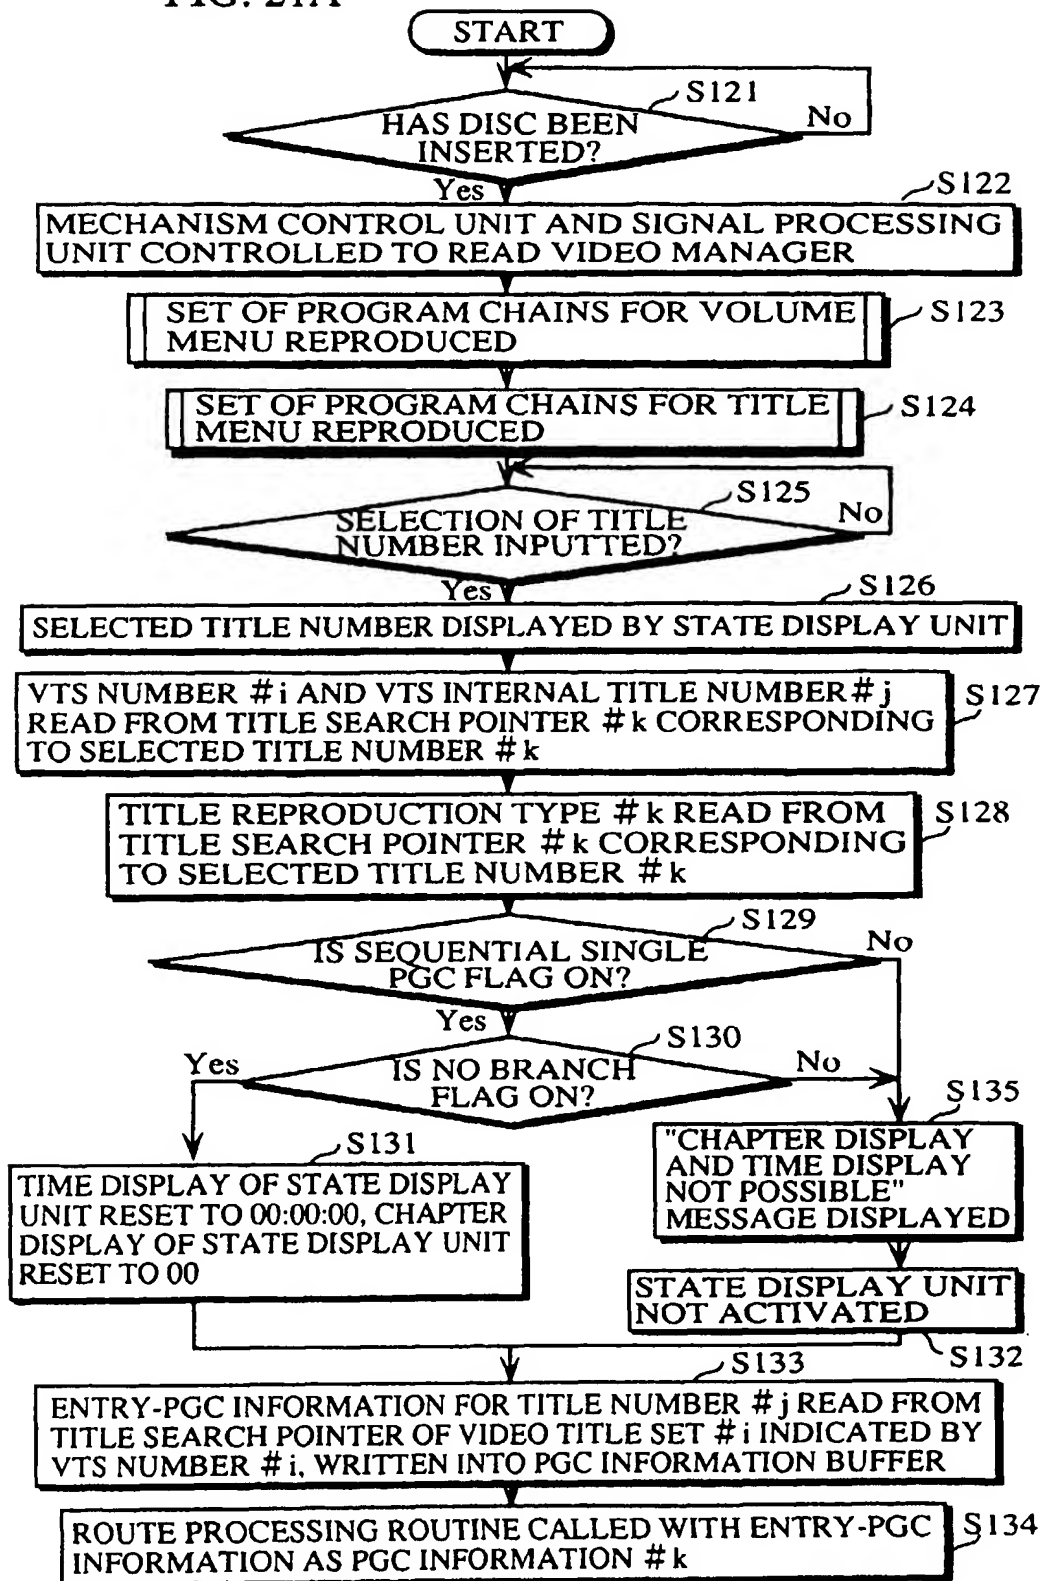 FIG. 21A
START
S121
HAS DISC BEEN
INSERTED?
No
Yes
S122
MECHANISM CONTROL UNIT AND SIGNAL PROCESSING
UNIT CONTROLLED TO READ VIDEO MANAGER
SET OF PROGRAM CHAINS FOR VOLUME
MENU REPRODUCED
S123
SET OF PROGRAM CHAINS FOR TITLE
MENU REPRODUCED
S124
S125
SELECTION OF TITLE
NUMBER INPUTTED?
No
Yes
S126
SELECTED TITLE NUMBER DISPLAYED BY STATE DISPLAY UNIT
VTS NUMBER #i AND VTS INTERNAL TITLE NUMBER#j
READ FROM TITLE SEARCH POINTER #k CORRESPONDING
TO SELECTED TITLE NUMBER #k
S127
TITLE REPRODUCTION TYPE #k READ FROM
TITLE SEARCH POINTER #k CORRESPONDING
TO SELECTED TITLE NUMBER #k
S128
S129
IS SEQUENTIAL SINGLE
PGC FLAG ON?
No
Yes
S130
Yes
IS NO BRANCH
FLAG ON?
No
S135
"CHAPTER DISPLAY
AND TIME DISPLAY
NOT POSSIBLE"
MESSAGE DISPLAYED
S131
TIME DISPLAY OF STATE DISPLAY
UNIT RESET TO 00:00:00, CHAPTER
DISPLAY OF STATE DISPLAY UNIT
RESET TO 00
STATE DISPLAY UNIT
NOT ACTIVATED
S132
S133
ENTRY-PGC INFORMATION FOR TITLE NUMBER #j READ FROM
TITLE SEARCH POINTER OF VIDEO TITLE SET #i INDICATED BY
VTS NUMBER #i, WRITTEN INTO PGC INFORMATION BUFFER
ROUTE PROCESSING ROUTINE CALLED WITH ENTRY-PGC
INFORMATION AS PGC INFORMATION #k
S134